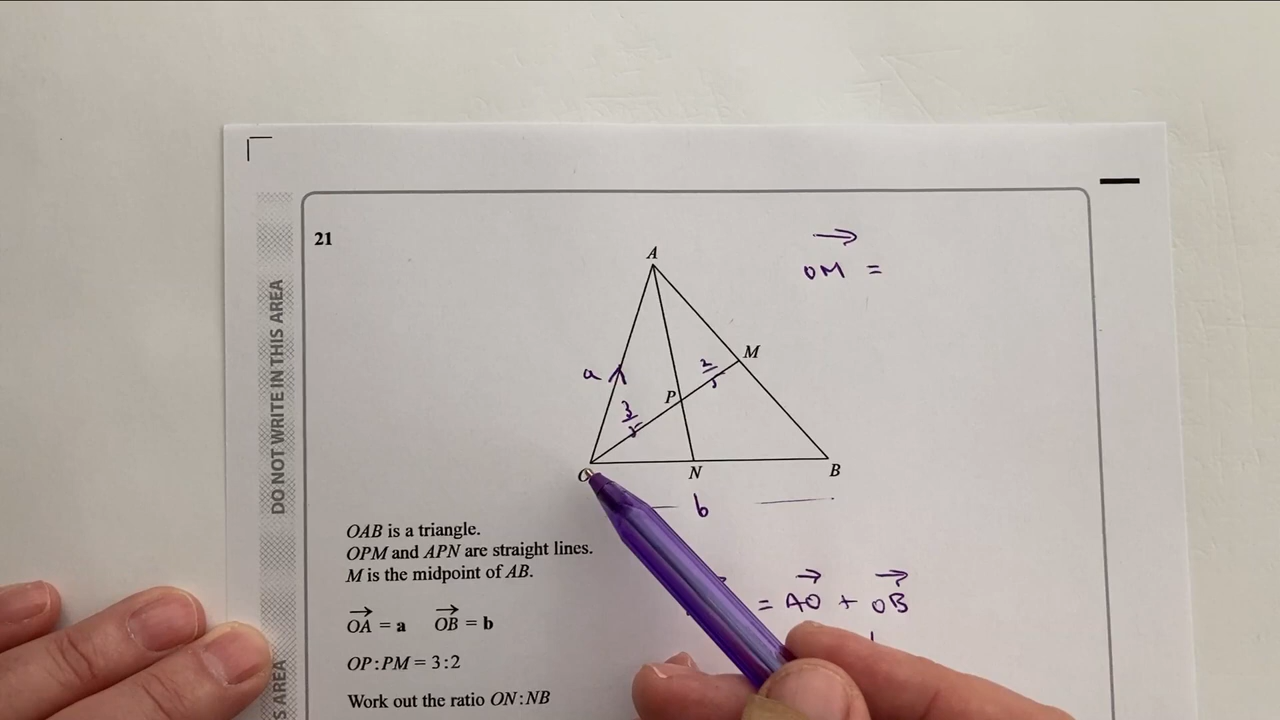 21
DO NOT WRITE IN THIS AREA
A
OM =
M
a
2/5
P
3/5
N
B
b
OAB is a triangle.
OPM and APN are straight lines.
M is the midpoint of AB.
= AO + OB
OA = a OB = b
OP:PM = 3:2
Work out the ratio ON:NB
S AREA